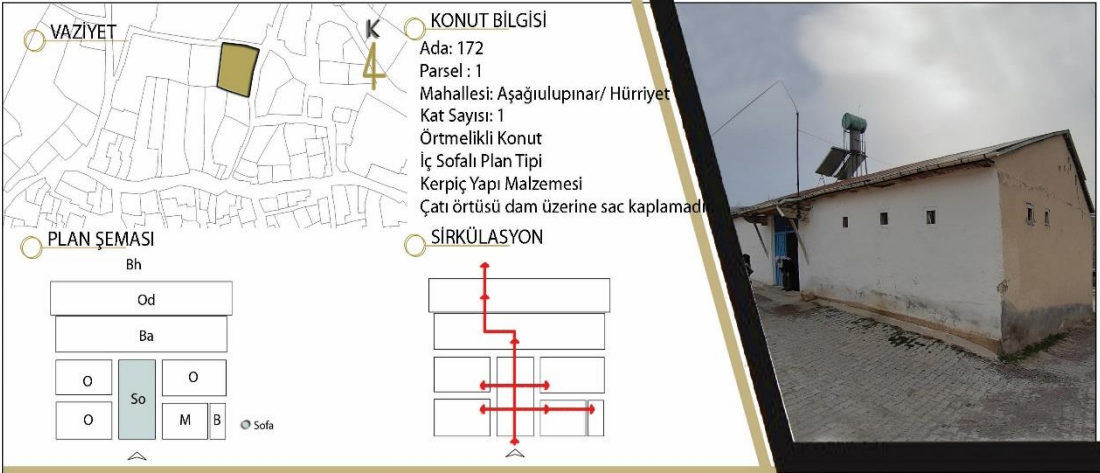 VAZİYET
K
KONUT BİLGİSİ
Ada: 172
Parsel : 1
Mahallesi: Aşağıulupınar/ Hürriyet
Kat Sayısı: 1
Örtmelikli Konut
İç Sofalı Plan Tipi
Kerpiç Yapı Malzemesi
Çatı örtüsü dam üzerine sac kaplamadır
PLAN ŞEMASI
Bh
Od
Ba
O
O
So
O
M
B
Sofa
SİRKÜLASYON